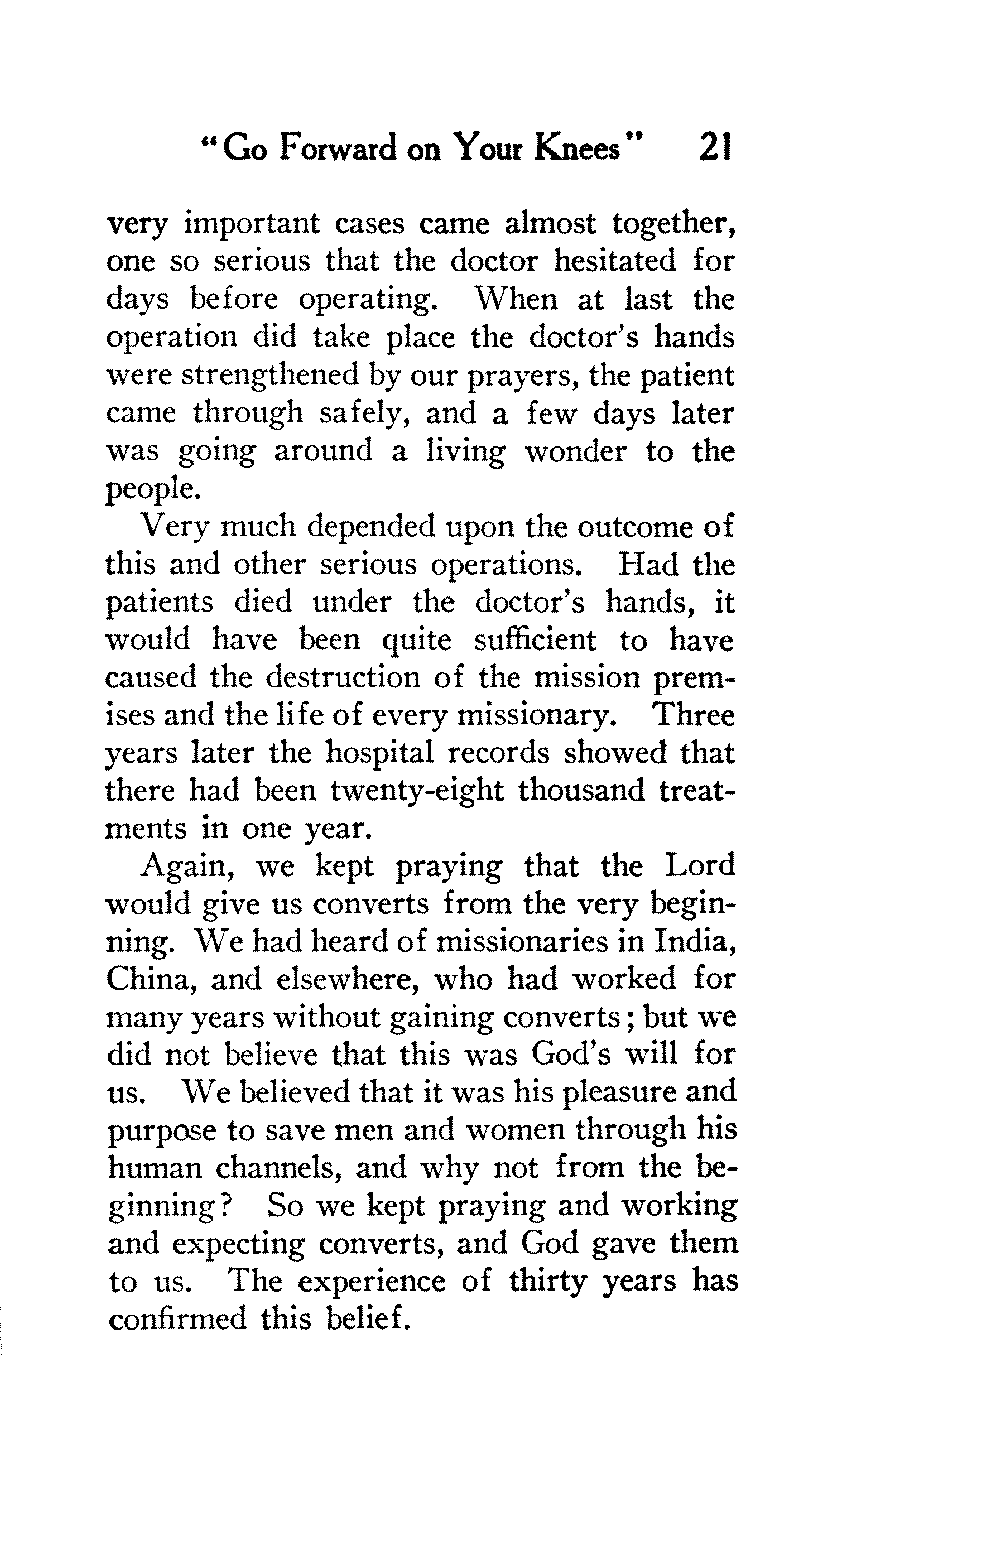 “Go Forward on Your Knees” 21
very important cases came almost together,
one so serious that the doctor hesitated for
days before operating. When at last the
operation did take place the doctor’s hands
were strengthened by our prayers, the patient
came through safely, and a few days later
was going around a living wonder to the
people.
Very much depended upon the outcome of
this and other serious operations. Had the
patients died under the doctor’s hands, it
would have been quite sufficient to have
caused the destruction of the mission prem-
ises and the life of every missionary. Three
years later the hospital records showed that
there had been twenty-eight thousand treat-
ments in one year.
Again, we kept praying that the Lord
would give us converts from the very begin-
ning. We had heard of missionaries in India,
China, and elsewhere, who had worked for
many years without gaining converts; but we
did not believe that this was God’s will for
us. We believed that it was his pleasure and
purpose to save men and women through his
human channels, and why not from the be-
ginning? So we kept praying and working
and expecting converts, and God gave them
to us. The experience of thirty years has
confirmed this belief.